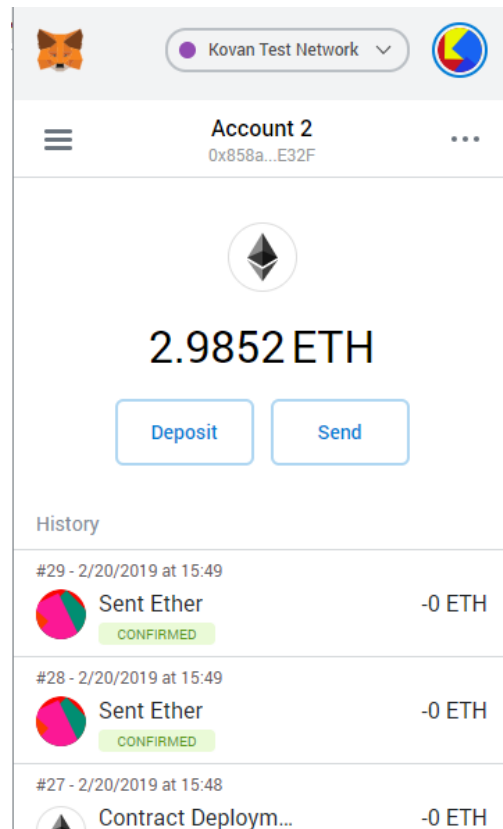 Kovan Test Network
Account 2
0x858a...E32F
2.9852 ETH
Deposit
Send
History
#29 - 2/20/2019 at 15:49
Sent Ether
-0 ETH
CONFIRMED
#28 - 2/20/2019 at 15:49
Sent Ether
-0 ETH
CONFIRMED
#27 - 2/20/2019 at 15:48
Contract Deploym...
-0 ETH